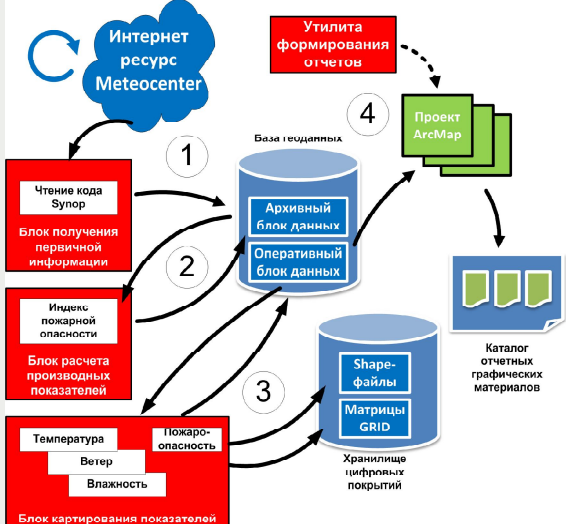 Интернет
ресурс
Meteocenter
Утилита
формирования
отчетов
4
Проект
ArcMap
1
База геоданных
Чтение кода
Synop
Блок получения
первичной
информации
Архивный
блок данных
Оперативный
блок данных
2
Индекс
пожарной
опасности
Блок расчета
производных
показателей
3
Shape-
файлы
Матрицы
GRID
Каталог
отчетных
графических
материалов
Температура
Пожаро-
опасность
Ветер
Влажность
Хранилище
цифровых
покрытий
Блок картирования показателей